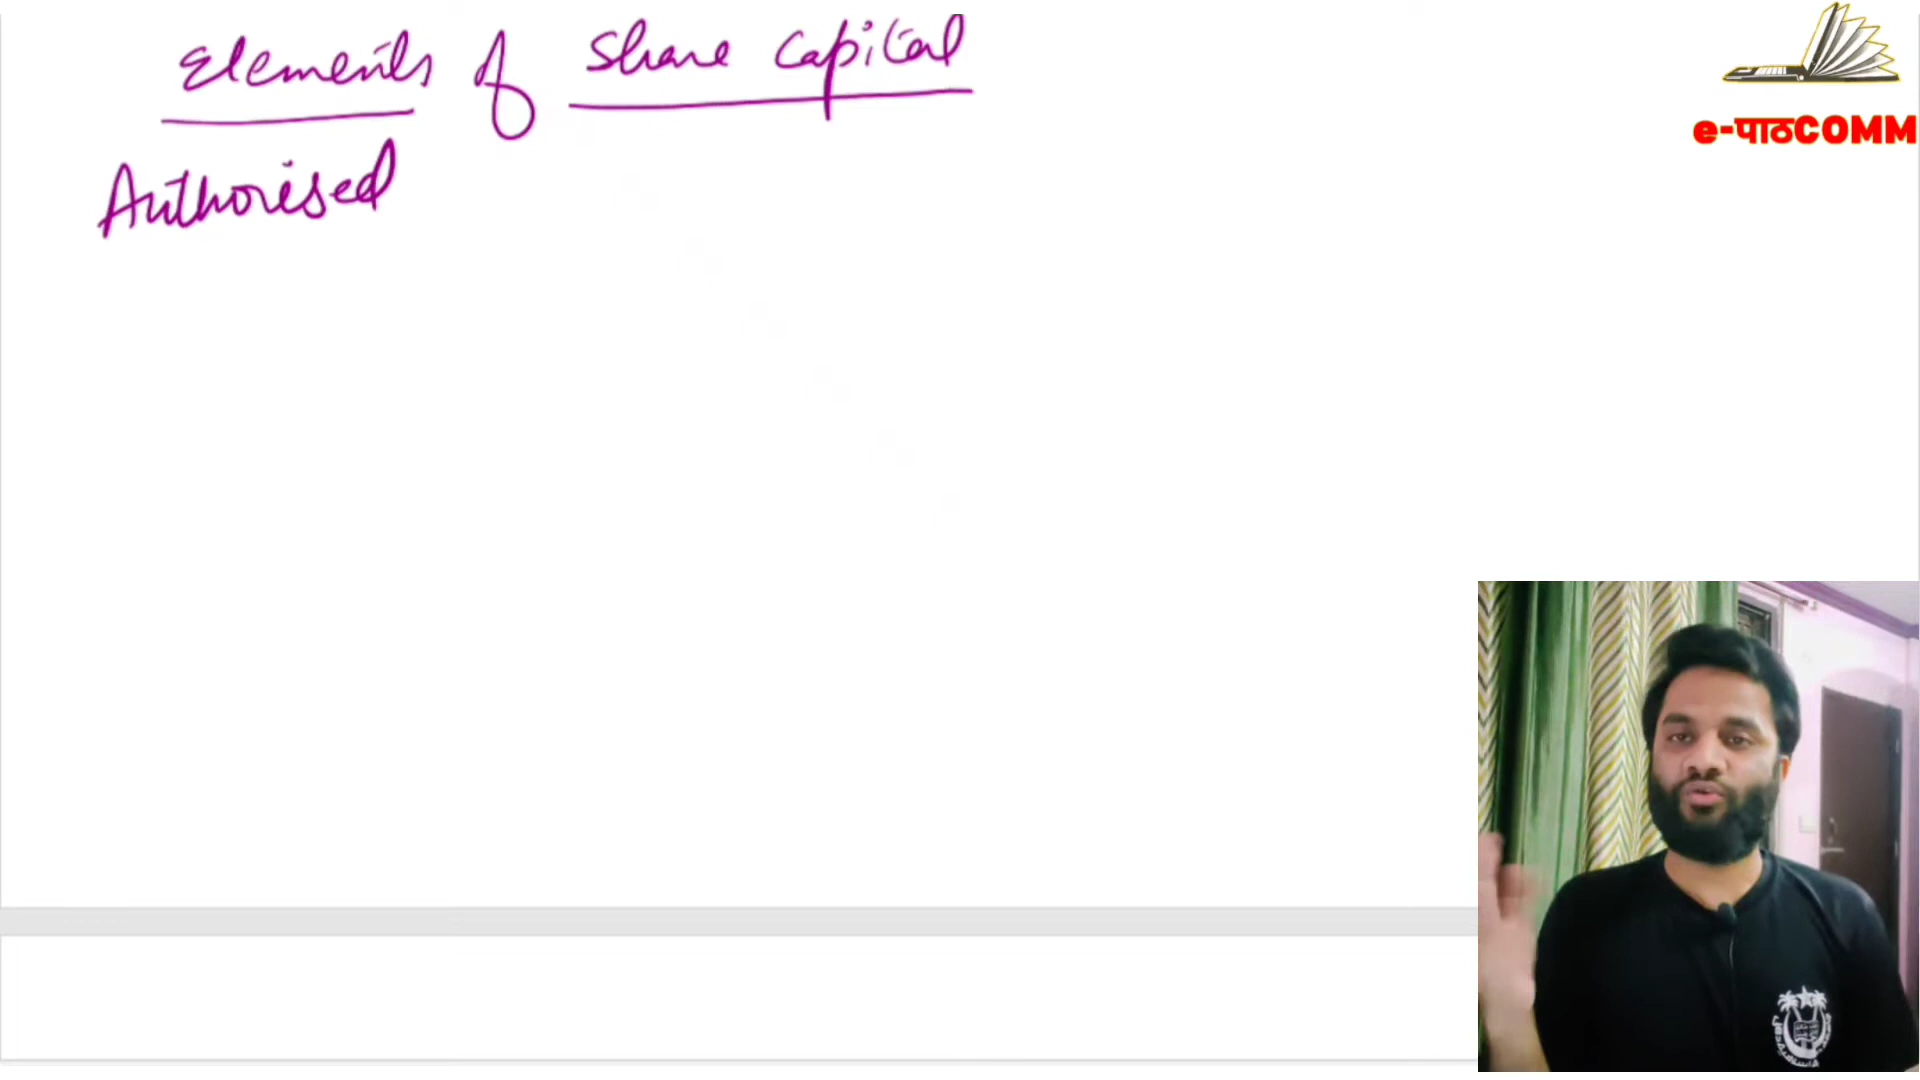 Elements of Share Capital
e-पाठCOMM
Authorised